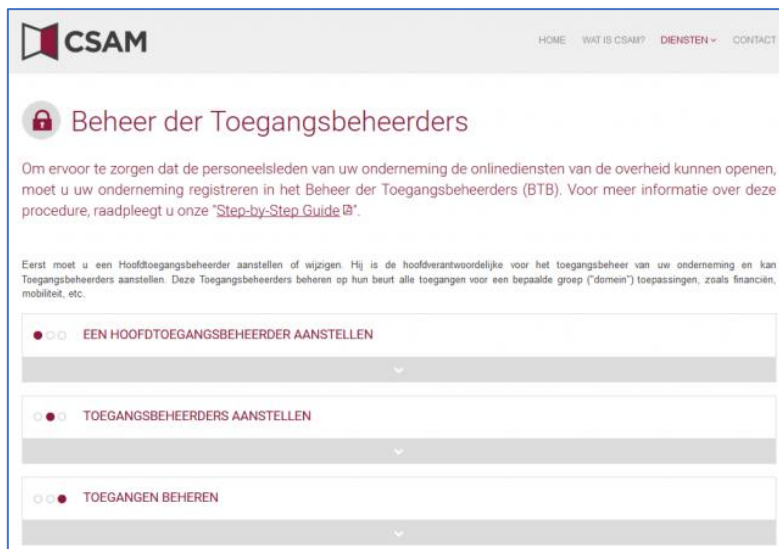 CSAM
HOME WAT IS CSAM? DIENSTEN CONTACT
Beheer der Toegangsbeheerders
Om ervoor te zorgen dat de personeelsleden van uw onderneming de onlinediensten van de overheid kunnen openen,
moet u uw onderneming registreren in het Beheer der Toegangsbeheerders (BTB). Voor meer informatie over deze
procedure, raadpleegt u onze "Step-by-Step Guide".
Eerst moet u een Hoofdtoegangsbeheerder aanstellen of wijzigen. Hij is de hoofdverantwoordelijke voor het toegangsbeheer van uw onderneming en kan
Toegangsbeheerders aanstellen. Deze Toegangsbeheerders beheren op hun beurt alle toegangen voor een bepaalde groep ("domein") toepassingen, zoals financiën,
mobiliteit, etc.
EEN HOOFDTOEGANGSBEHEERDER AANSTELLEN
TOEGANGSBEHEERDERS AANSTELLEN
TOEGANGEN BEHEREN